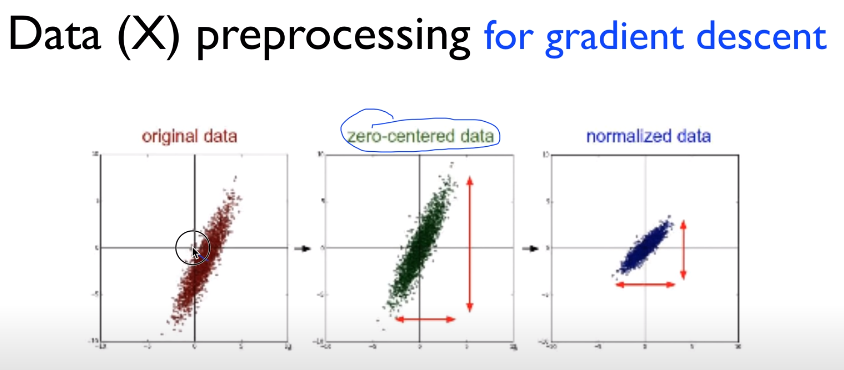 Data (X) preprocessing for gradient descent
original data
zero-centered data
normalized data